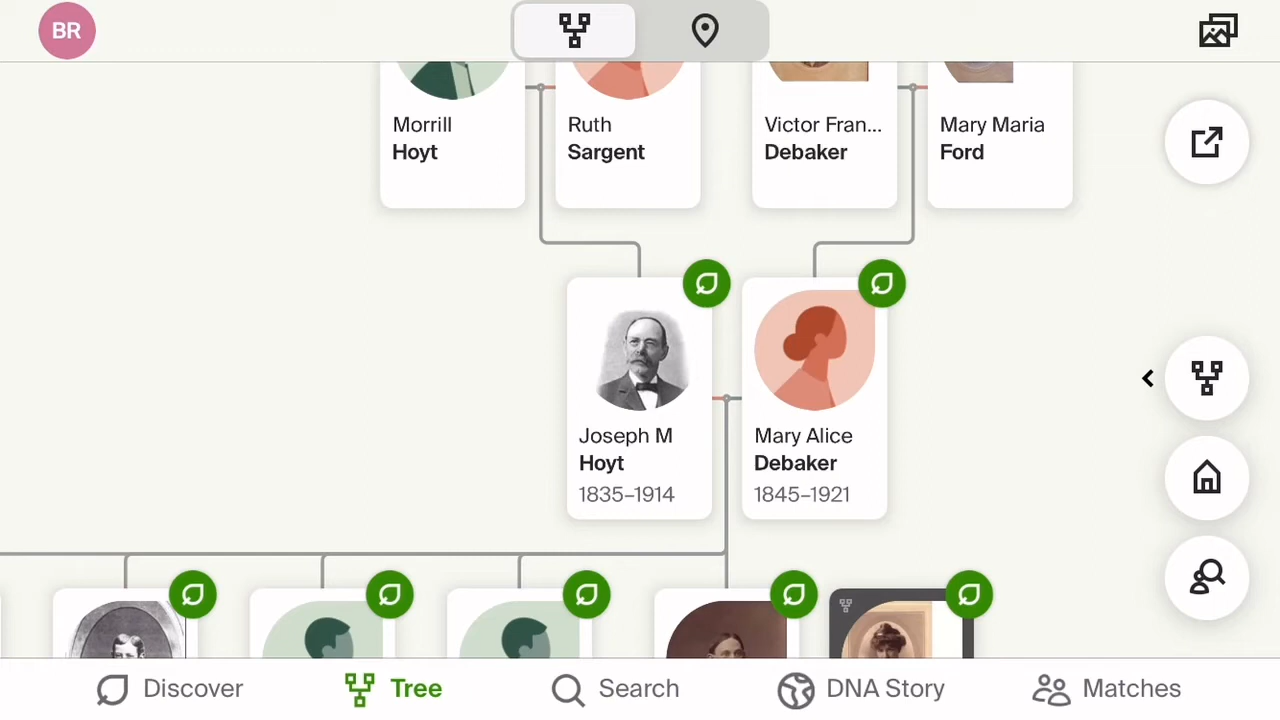 BR
Morrill
Hoyt
Ruth
Sargent
Victor Fran...
Debaker
Mary Maria
Ford
Joseph M
Hoyt
1835–1914
Mary Alice
Debaker
1845–1921
Discover
Tree
Search
DNA Story
Matches